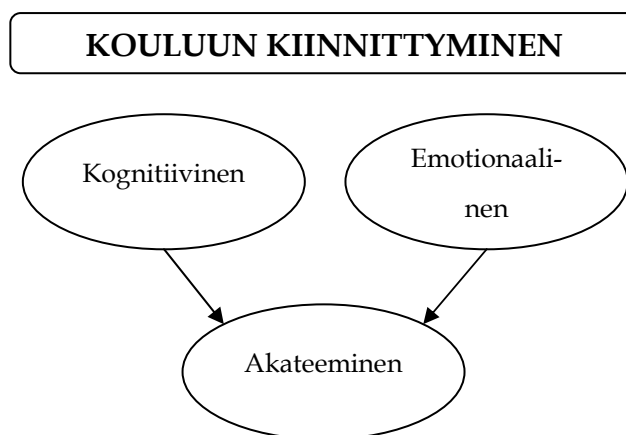 KOULUUN KIINNITTYMINEN
Kognitiivinen
Emotionaali-
nen
Akateeminen